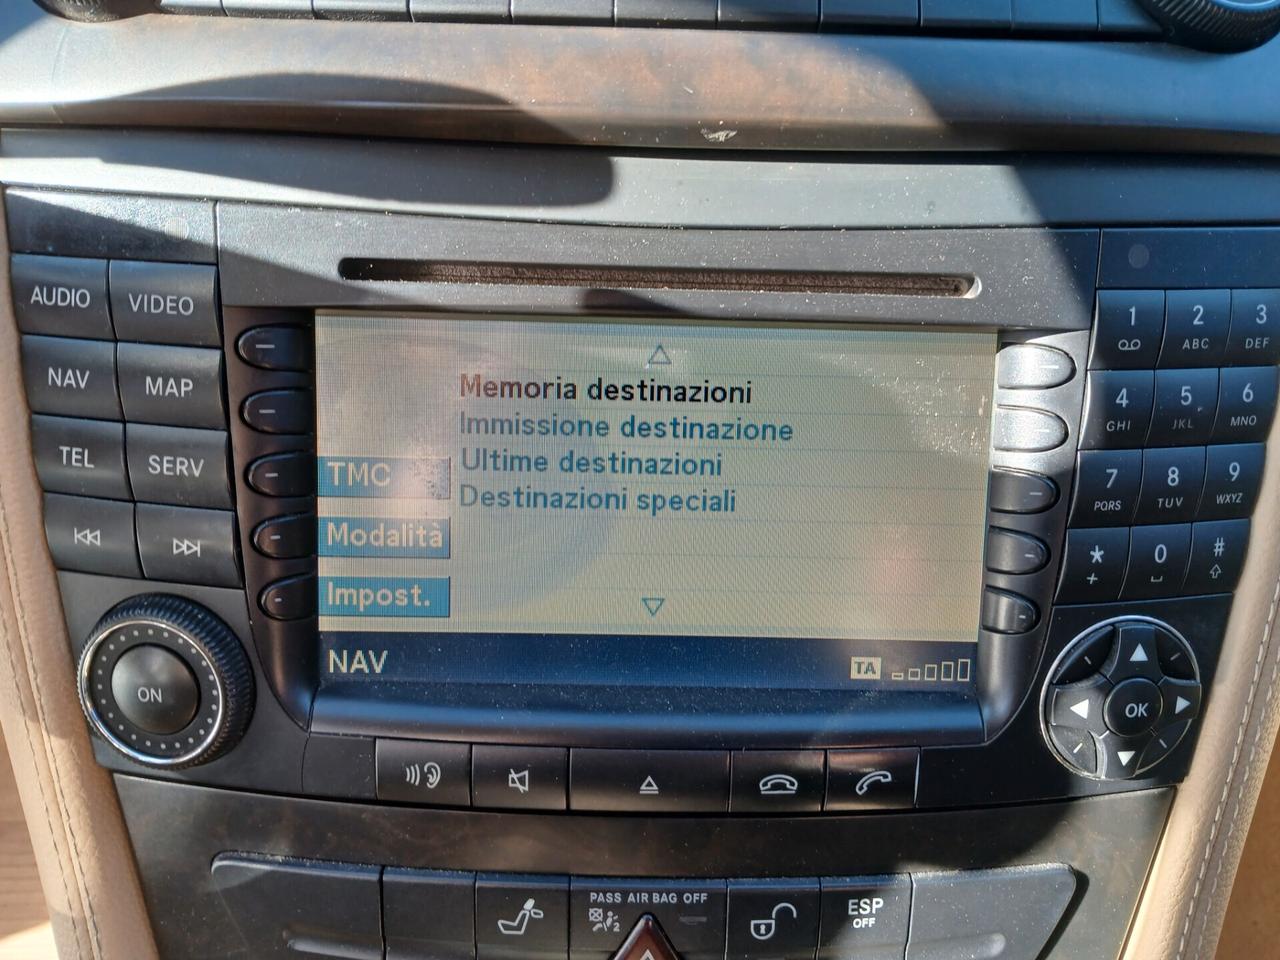 AUDIO
VIDEO
NAV
MAP
TEL
SERV
ON
Memoria destinazioni
Immissione destinazione
Ultime destinazioni
Destinazioni speciali
TMC
Modalità
Impost.
NAV
TA
1
2 ABC
3 DEF
4 GHI
5 JKL
6 MNO
7 PQRS
8 TUV
9 WXYZ
* +
0
#
OK
PASS AIR BAG OFF
ESP
OFF